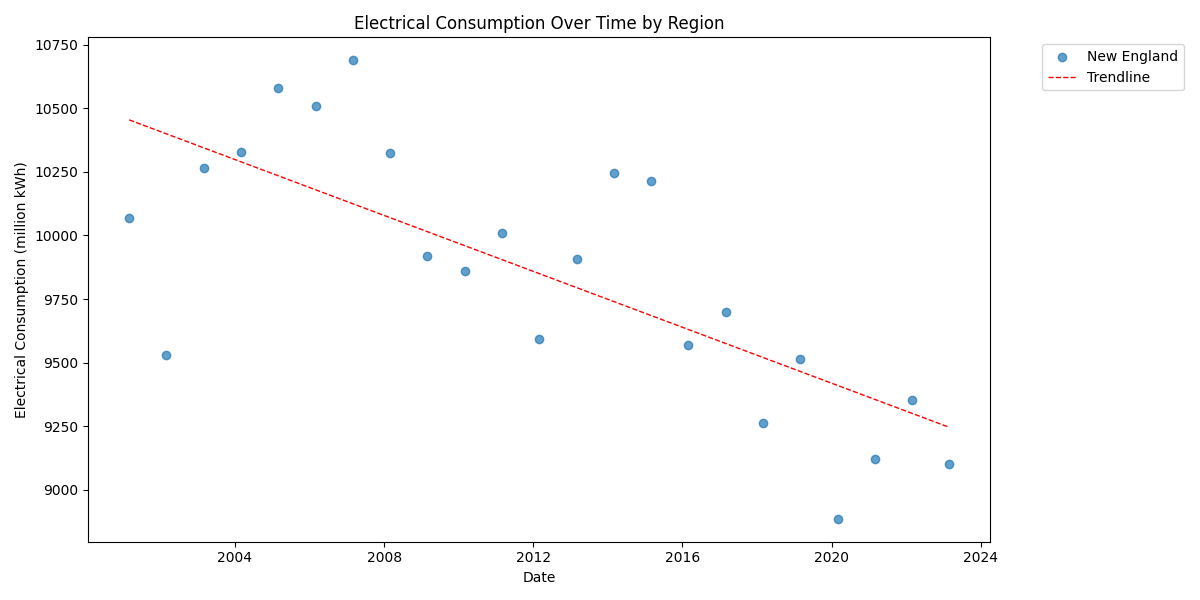 Electrical Consumption Over Time by Region
New England
Trendline
Electrical Consumption (million kWh)
10750
10500
10250
10000
9750
9500
9250
9000
2004
2008
2012
2016
2020
2024
Date